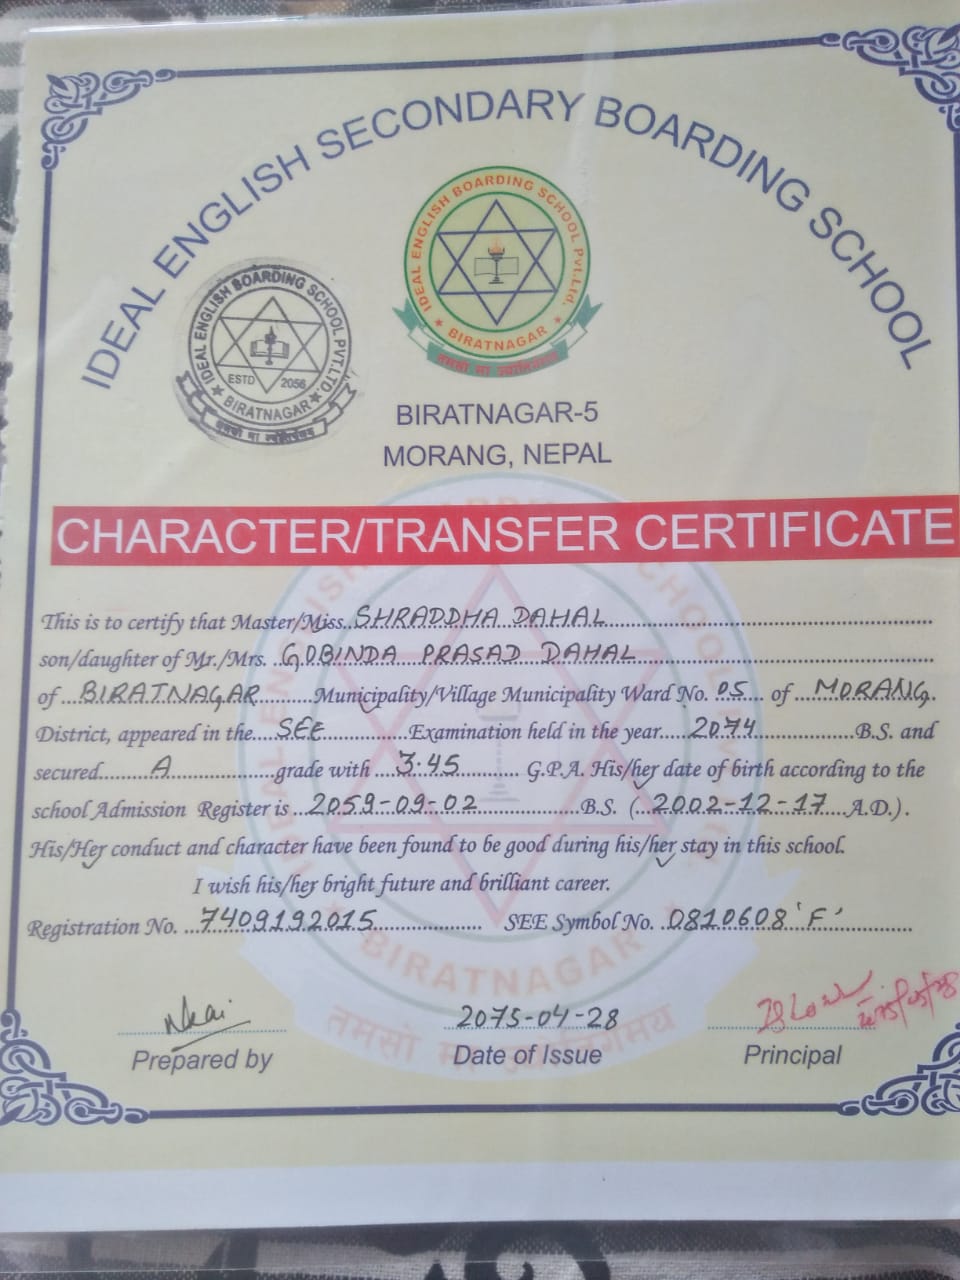 IDEAL ENGLISH SECONDARY BOARDING SCHOOL
IDEAL ENGLISH BOARDING SCHOOL Pvt.Ltd.
★ BIRATNAGAR ★
तमसो मा ज्योतिर्गमय
IDEAL ENGLISH BOARDING SCHOOL PVT.LTD.
ESTD 2056
★ BIRATNAGAR ★
तमसो मा ज्योतिर्गमय
BIRATNAGAR-5
MORANG, NEPAL
CHARACTER/TRANSFER CERTIFICATE
This is to certify that Master/Miss..SHRADDHA DAHAL
son/daughter of Mr./Mrs. ..GOBINDA PRASAD DAHAL
of ...BIRATNAGAR.........Municipality/Village Municipality Ward No. 05... of ...MORANG.
District, appeared in the....SEE.............Examination held in the year.....2074..................B.S. and
secured........A................grade with ....3.45........... G.P.A. His/her date of birth according to the
school Admission Register is ..2059-09-02..................B.S. (...2002-12-17....A.D.).
His/Her conduct and character have been found to be good during his/her stay in this school.
I wish his/her bright future and brilliant career.
Registration No. ...7409192015.................. SEE Symbol No. ..0810608 'F'
2075-04-28
Prepared by Date of Issue Principal
BIRATNAGAR
तमसो मा ज्योतिर्गमय